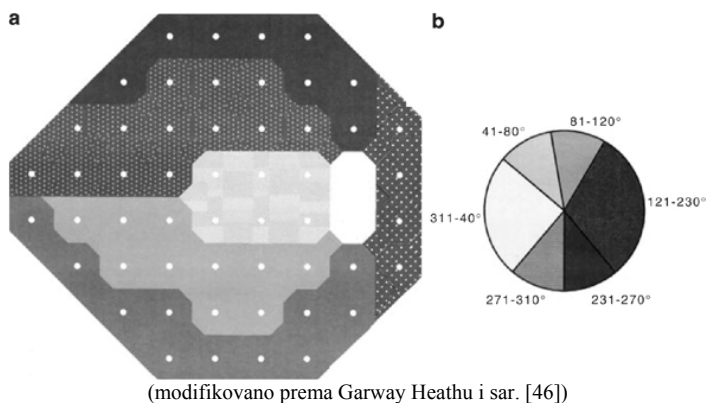 a
b
81-120°
41-80°
121-230°
311-40°
271-310°
231-270°
(modifikovano prema Garway Heathu i sar. [46])